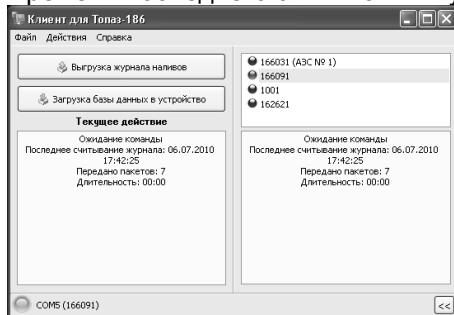 Клиент для Топаз-186
Файл Действия Справка
Выгрузка журнала наливов
Загрузка базы данных в устройство
Текущее действие
Ожидание команды
Последнее считывание журнала: 06.07.2010
17:42:25
Передано пакетов: 7
Длительность: 00:00
166031 (АЗС № 1)
166091
1001
162621
Ожидание команды
Последнее считывание журнала: 06.07.2010
17:42:25
Передано пакетов: 7
Длительность: 00:00
COM5 (166091)
<<